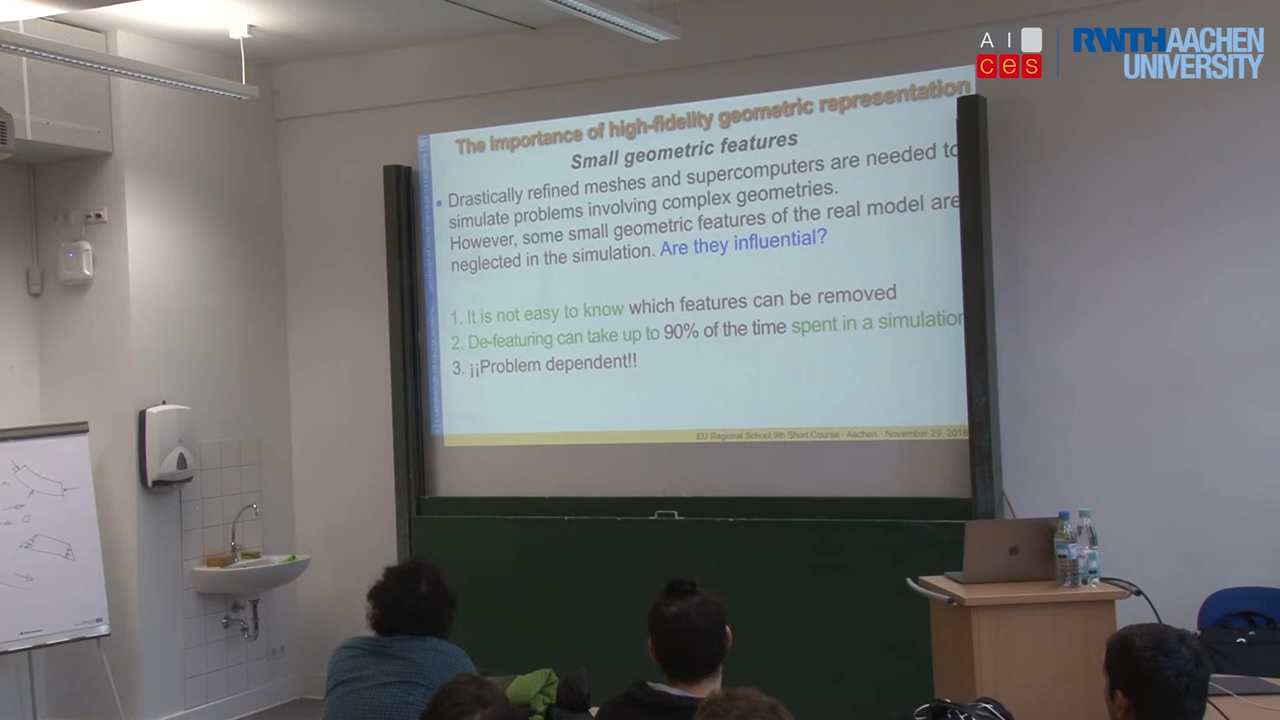 AI
ces
RWTHAACHEN
UNIVERSITY
The importance of high-fidelity geometric representation
Small geometric features
• Drastically refined meshes and supercomputers are needed to
simulate problems involving complex geometries.
However, some small geometric features of the real model are
neglected in the simulation. Are they influential?
1. It is not easy to know which features can be removed
2. De-featuring can take up to 90% of the time spent in a simulation
3. ¡¡Problem dependent!!
EU Regional School 9th Short Course · Aachen · November 29, 2018